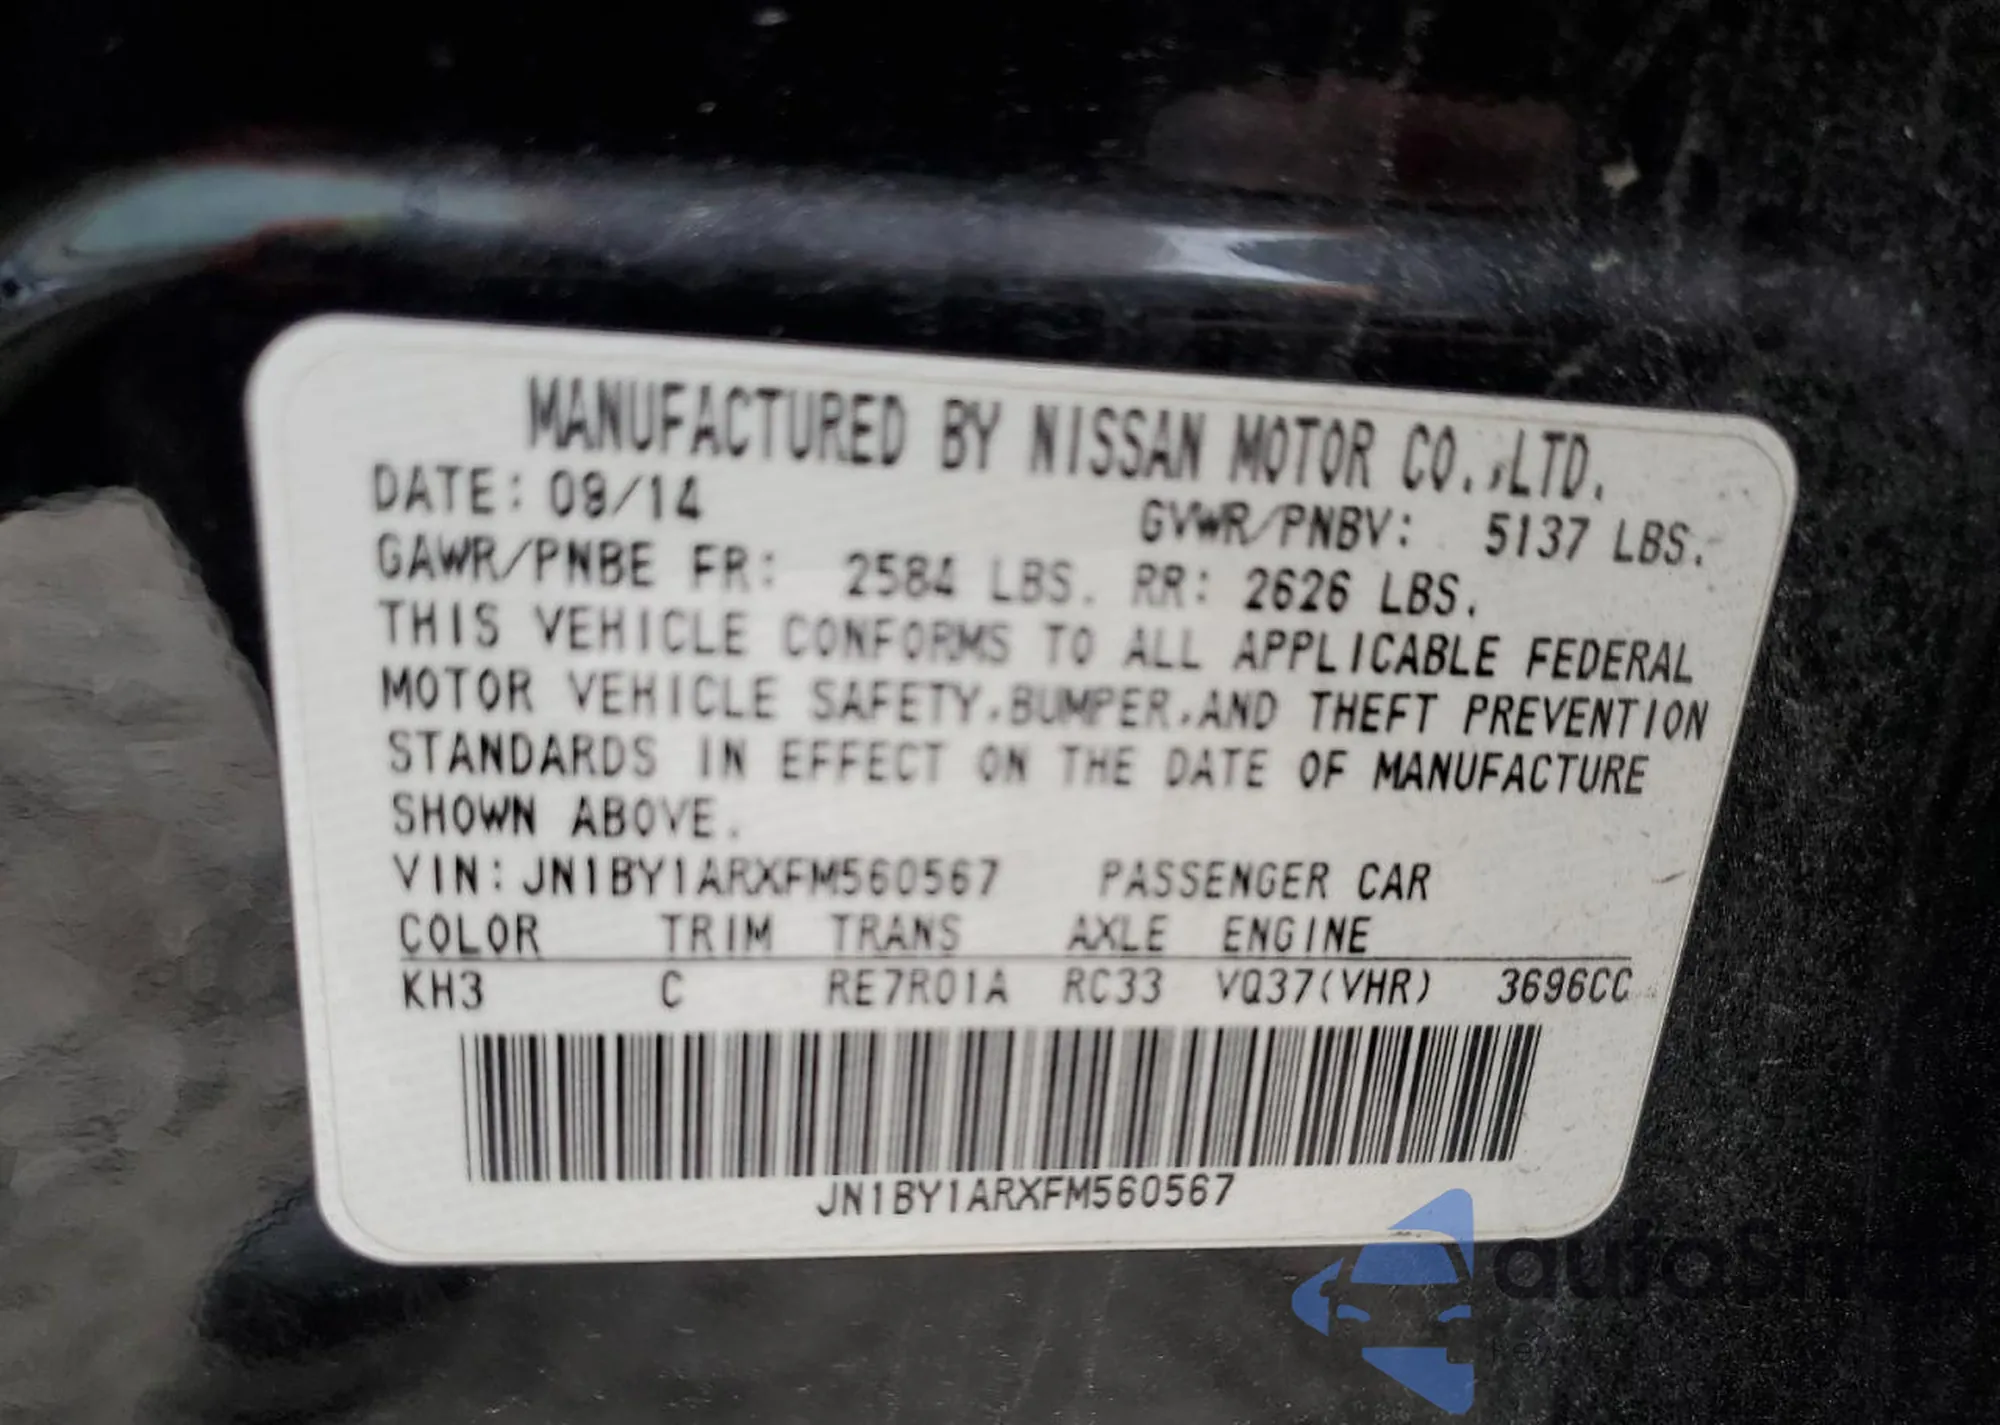 MANUFACTURED BY NISSAN MOTOR CO.,LTD.
DATE: 09/14
GVWR/PNBV: 5137 LBS.
GAWR/PNBE FR: 2584 LBS. RR: 2626 LBS.
THIS VEHICLE CONFORMS TO ALL APPLICABLE FEDERAL
MOTOR VEHICLE SAFETY,BUMPER,AND THEFT PREVENTION
STANDARDS IN EFFECT ON THE DATE OF MANUFACTURE
SHOWN ABOVE.
VIN: JN1BY1ARXFM560567 PASSENGER CAR
COLOR TRIM TRANS AXLE ENGINE
KH3 C RE7R01A RC33 VQ37(VHR) 3696CC
JN1BY1ARXFM560567